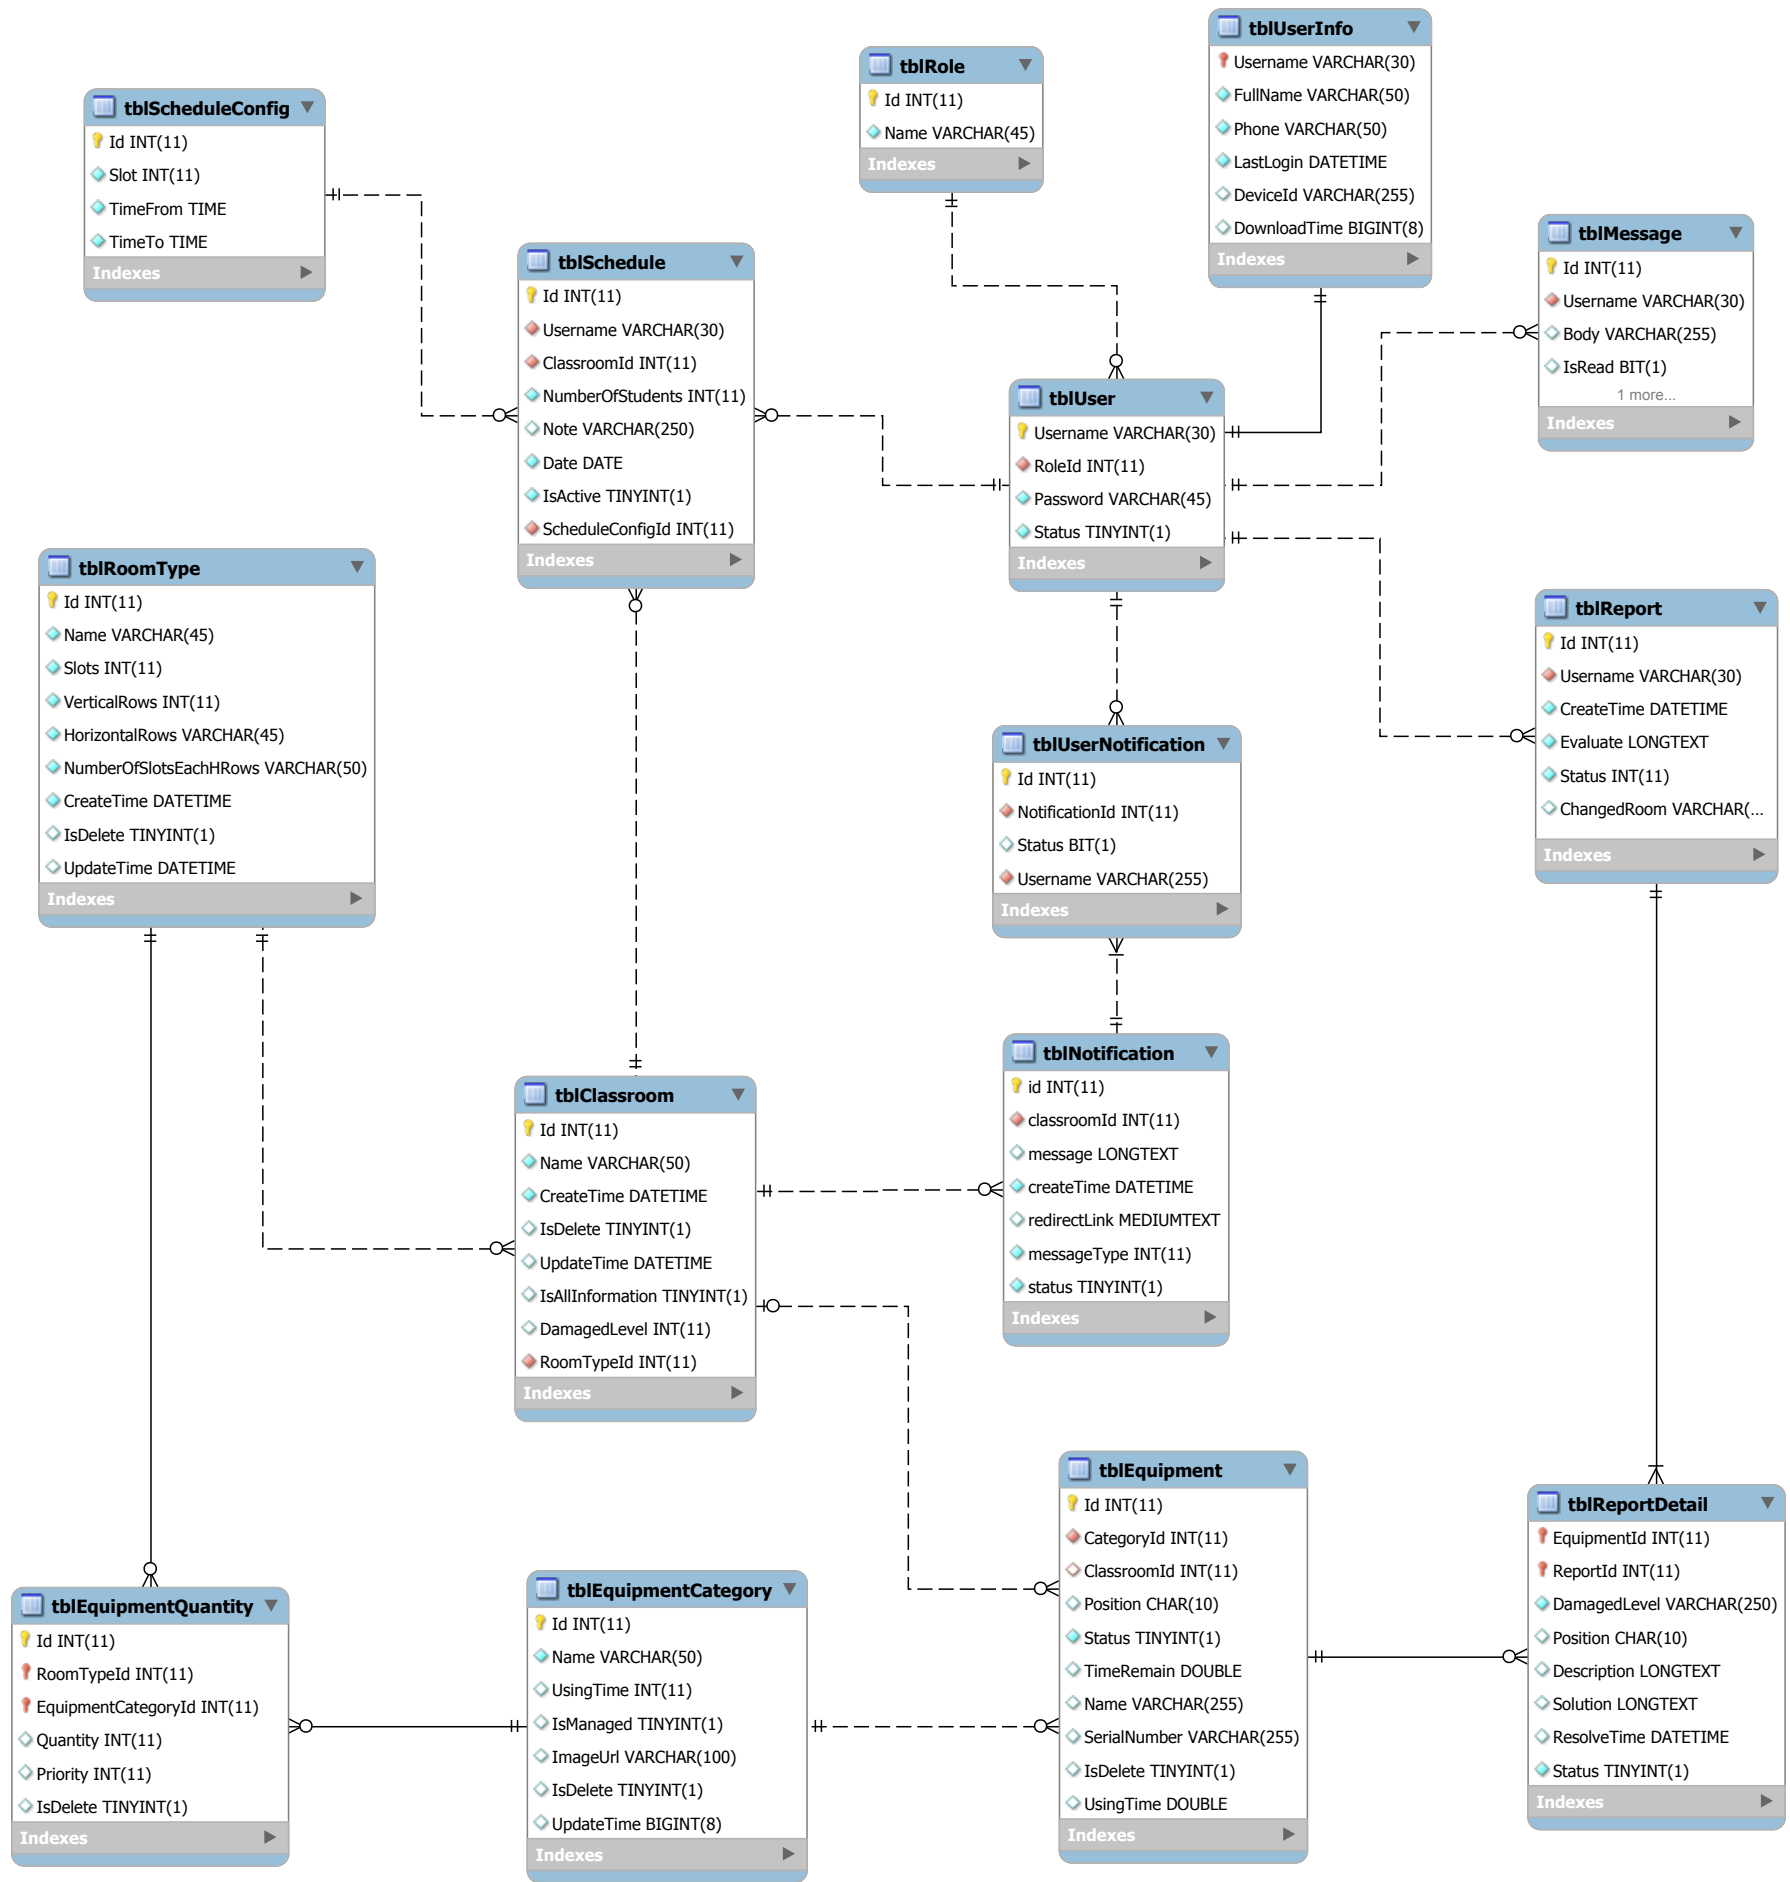 tblScheduleConfig
Id INT(11)
Slot INT(11)
TimeFrom TIME
TimeTo TIME
Indexes
tblRole
Id INT(11)
Name VARCHAR(45)
Indexes
tblUserInfo
Username VARCHAR(30)
FullName VARCHAR(50)
Phone VARCHAR(50)
LastLogin DATETIME
DeviceId VARCHAR(255)
DownloadTime BIGINT(8)
Indexes
tblMessage
Id INT(11)
Username VARCHAR(30)
Body VARCHAR(255)
IsRead BIT(1)
1 more...
Indexes
tblSchedule
Id INT(11)
Username VARCHAR(30)
ClassroomId INT(11)
NumberOfStudents INT(11)
Note VARCHAR(250)
Date DATE
IsActive TINYINT(1)
ScheduleConfigId INT(11)
Indexes
tblUser
Username VARCHAR(30)
RoleId INT(11)
Password VARCHAR(45)
Status TINYINT(1)
Indexes
tblRoomType
Id INT(11)
Name VARCHAR(45)
Slots INT(11)
VerticalRows INT(11)
HorizontalRows VARCHAR(45)
NumberOfSlotsEachHRows VARCHAR(50)
CreateTime DATETIME
IsDelete TINYINT(1)
UpdateTime DATETIME
Indexes
tblReport
Id INT(11)
Username VARCHAR(30)
CreateTime DATETIME
Evaluate LONGTEXT
Status INT(11)
ChangedRoom VARCHAR(...
Indexes
tblUserNotification
Id INT(11)
NotificationId INT(11)
Status BIT(1)
Username VARCHAR(255)
Indexes
tblNotification
id INT(11)
classroomId INT(11)
message LONGTEXT
createTime DATETIME
redirectLink MEDIUMTEXT
messageType INT(11)
status TINYINT(1)
Indexes
tblClassroom
Id INT(11)
Name VARCHAR(50)
CreateTime DATETIME
IsDelete TINYINT(1)
UpdateTime DATETIME
IsAllInformation TINYINT(1)
DamagedLevel INT(11)
RoomTypeId INT(11)
Indexes
tblEquipment
Id INT(11)
CategoryId INT(11)
ClassroomId INT(11)
Position CHAR(10)
Status TINYINT(1)
TimeRemain DOUBLE
Name VARCHAR(255)
SerialNumber VARCHAR(255)
IsDelete TINYINT(1)
UsingTime DOUBLE
Indexes
tblReportDetail
EquipmentId INT(11)
ReportId INT(11)
DamagedLevel VARCHAR(250)
Position CHAR(10)
Description LONGTEXT
Solution LONGTEXT
ResolveTime DATETIME
Status TINYINT(1)
Indexes
tblEquipmentQuantity
Id INT(11)
RoomTypeId INT(11)
EquipmentCategoryId INT(11)
Quantity INT(11)
Priority INT(11)
IsDelete TINYINT(1)
Indexes
tblEquipmentCategory
Id INT(11)
Name VARCHAR(50)
UsingTime INT(11)
IsManaged TINYINT(1)
ImageUrl VARCHAR(100)
IsDelete TINYINT(1)
UpdateTime BIGINT(8)
Indexes